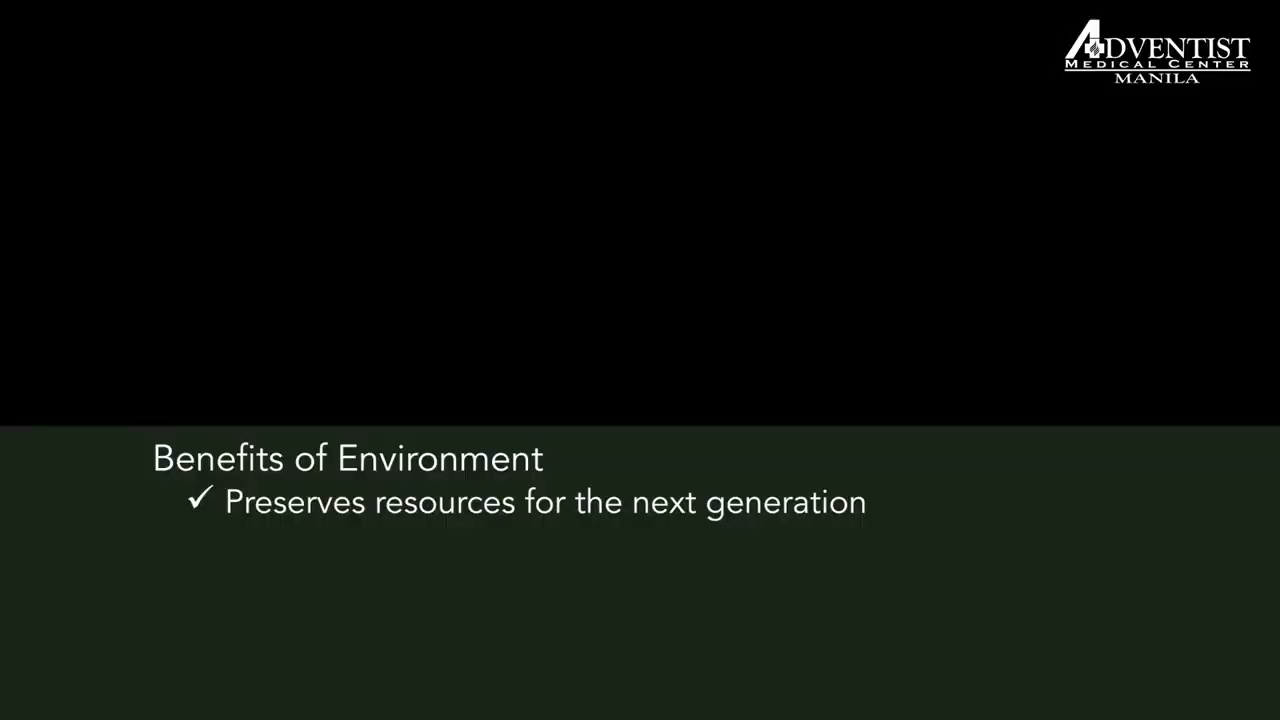 ADVENTIST
MEDICAL CENTER
MANILA
Benefits of Environment
✓ Preserves resources for the next generation